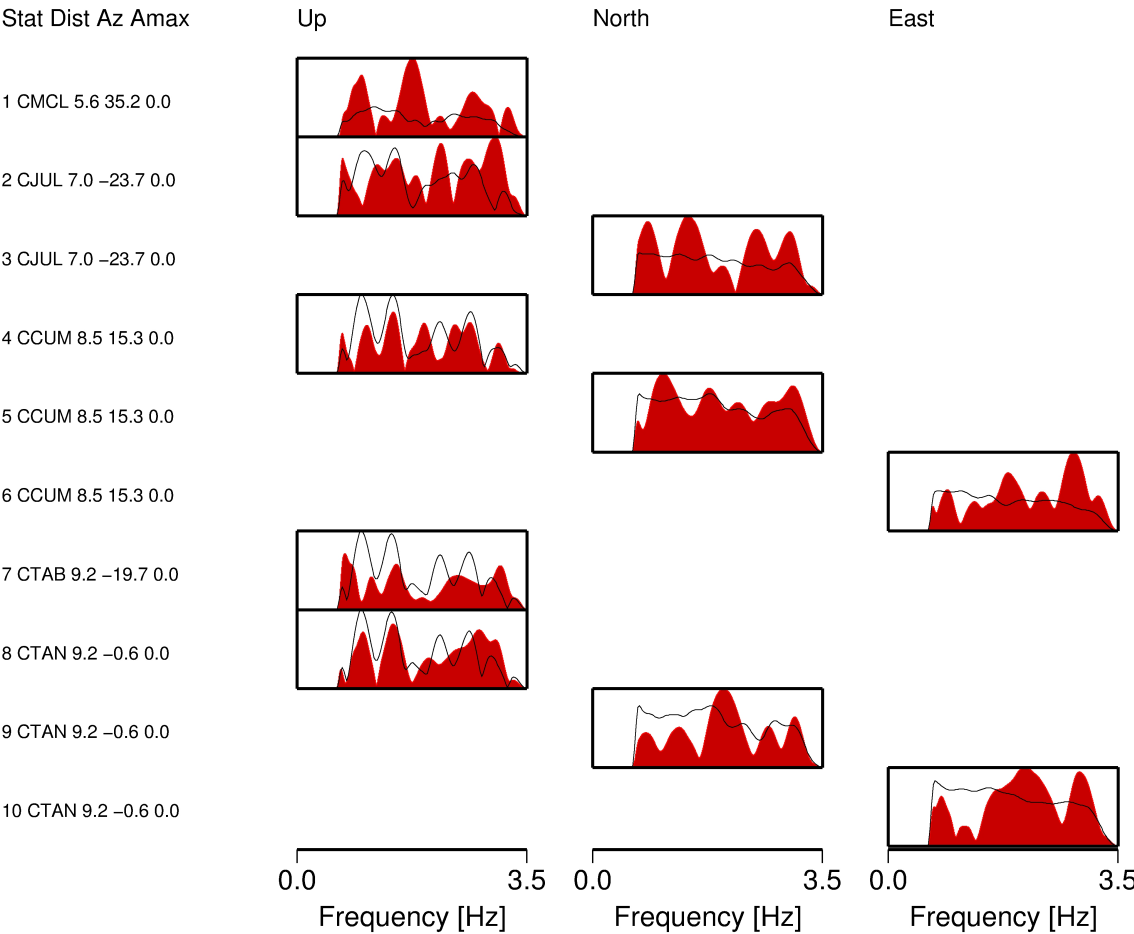 Stat Dist Az Amax Up North East
1 CMCL 5.6 35.2 0.0
2 CJUL 7.0 −23.7 0.0
3 CJUL 7.0 −23.7 0.0
4 CCUM 8.5 15.3 0.0
5 CCUM 8.5 15.3 0.0
6 CCUM 8.5 15.3 0.0
7 CTAB 9.2 −19.7 0.0
8 CTAN 9.2 −0.6 0.0
9 CTAN 9.2 −0.6 0.0
10 CTAN 9.2 −0.6 0.0
0.0 3.5 0.0 3.5 0.0 3.5
Frequency [Hz] Frequency [Hz] Frequency [Hz]